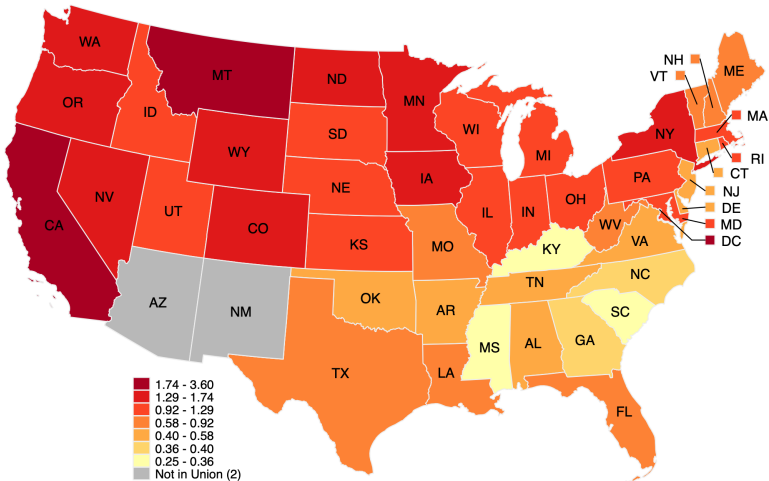 WA
MT
ND
MN
OR
ID
SD
WI
MI
WY
NE
IA
NV
UT
CO
CA
KS
IL
IN
OH
PA
NY
VT
NH
ME
MA
RI
CT
NJ
DE
MD
DC
MO
KY
WV
VA
AZ
NM
OK
AR
TN
NC
SC
MS
AL
GA
TX
LA
FL
1.74 - 3.60
1.29 - 1.74
0.92 - 1.29
0.58 - 0.92
0.40 - 0.58
0.36 - 0.40
0.25 - 0.36
Not in Union (2)